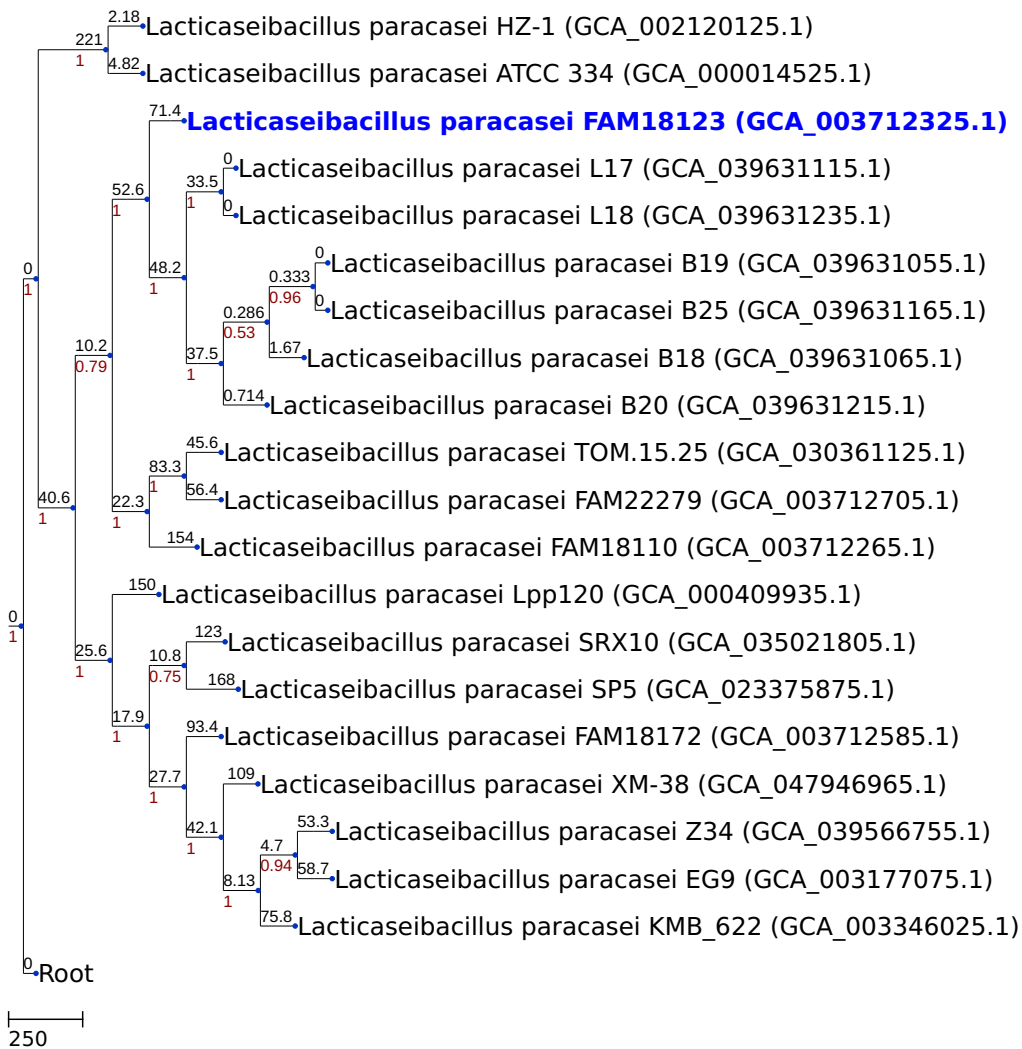 2.18
Lacticaseibacillus paracasei HZ-1 (GCA_002120125.1)
221
1
4.82
Lacticaseibacillus paracasei ATCC 334 (GCA_000014525.1)
71.4
Lacticaseibacillus paracasei FAM18123 (GCA_003712325.1)
0
Lacticaseibacillus paracasei L17 (GCA_039631115.1)
52.6
1
33.5
1
0
Lacticaseibacillus paracasei L18 (GCA_039631235.1)
0
Lacticaseibacillus paracasei B19 (GCA_039631055.1)
0
1
48.2
1
0.333
0.96
0
Lacticaseibacillus paracasei B25 (GCA_039631165.1)
0.286
0.53
1.67
Lacticaseibacillus paracasei B18 (GCA_039631065.1)
10.2
0.79
37.5
1
0.714
Lacticaseibacillus paracasei B20 (GCA_039631215.1)
45.6
Lacticaseibacillus paracasei TOM.15.25 (GCA_030361125.1)
83.3
1
56.4
Lacticaseibacillus paracasei FAM22279 (GCA_003712705.1)
40.6
1
22.3
1
154
Lacticaseibacillus paracasei FAM18110 (GCA_003712265.1)
150
Lacticaseibacillus paracasei Lpp120 (GCA_000409935.1)
0
1
123
Lacticaseibacillus paracasei SRX10 (GCA_035021805.1)
25.6
1
10.8
0.75
168
Lacticaseibacillus paracasei SP5 (GCA_023375875.1)
17.9
1
93.4
Lacticaseibacillus paracasei FAM18172 (GCA_003712585.1)
27.7
1
109
Lacticaseibacillus paracasei XM-38 (GCA_047946965.1)
42.1
1
53.3
Lacticaseibacillus paracasei Z34 (GCA_039566755.1)
4.7
0.94
58.7
Lacticaseibacillus paracasei EG9 (GCA_003177075.1)
8.13
1
75.8
Lacticaseibacillus paracasei KMB_622 (GCA_003346025.1)
0
Root
250